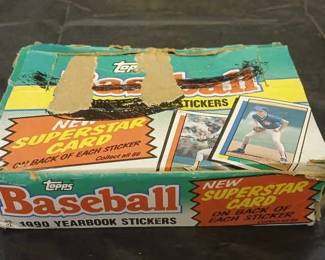 TOPPS
Baseball
STICKERS
NEW
SUPERSTAR
CARD
ON BACK OF EACH STICKER
Collect all 66
TOPPS
Baseball
1990 YEARBOOK STICKERS
NEW
SUPERSTAR
CARD
ON BACK OF
EACH STICKER